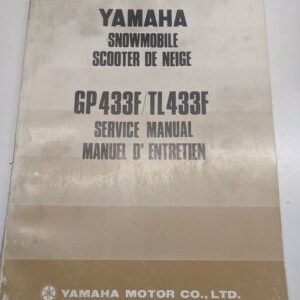 YAMAHA
SNOWMOBILE
SCOOTER DE NEIGE
GP433F/TL433F
SERVICE MANUAL
MANUEL D'ENTRETIEN
YAMAHA MOTOR CO., LTD.